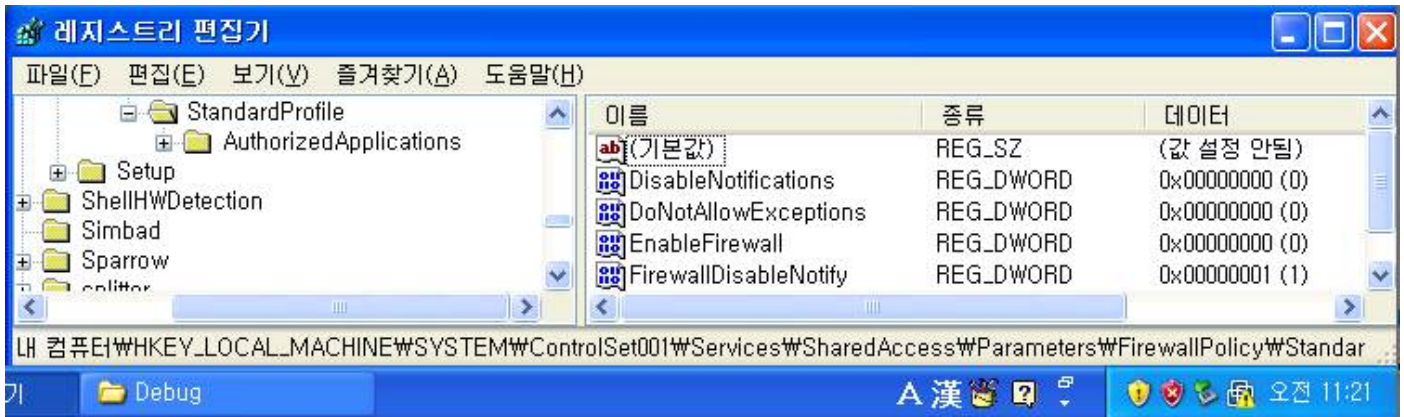 레지스트리 편집기
파일(F) 편집(E) 보기(V) 즐겨찾기(A) 도움말(H)
StandardProfile
AuthorizedApplications
Setup
ShellHWDetection
Simbad
Sparrow
splitter
이름 종류 데이터
(기본값) REG_SZ (값 설정 안됨)
DisableNotifications REG_DWORD 0x00000000 (0)
DoNotAllowExceptions REG_DWORD 0x00000000 (0)
EnableFirewall REG_DWORD 0x00000000 (0)
FirewallDisableNotify REG_DWORD 0x00000001 (1)
내 컴퓨터₩HKEY_LOCAL_MACHINE₩SYSTEM₩ControlSet001₩Services₩SharedAccess₩Parameters₩FirewallPolicy₩Standar
기 Debug A 漢 오전 11:21